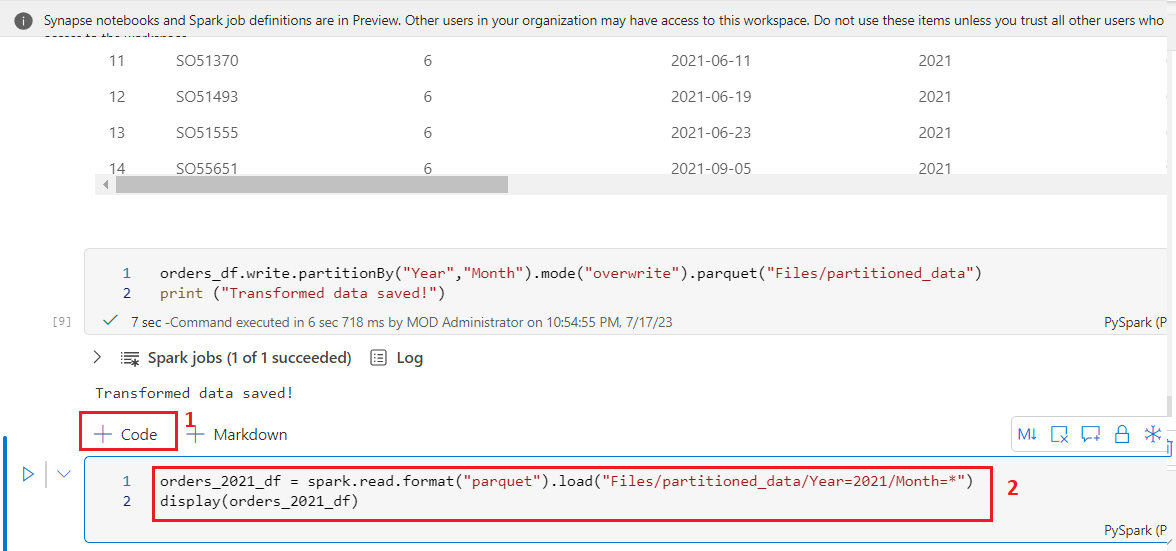 Synapse notebooks and Spark job definitions are in Preview. Other users in your organization may have access to this workspace. Do not use these items unless you trust all other users who
access to the workspace.
11 SO51370 6 2021-06-11 2021
12 SO51493 6 2021-06-19 2021
13 SO51555 6 2021-06-23 2021
14 SO55651 6 2021-09-05 2021
1 orders_df.write.partitionBy("Year","Month").mode("overwrite").parquet("Files/partitioned_data")
2 print ("Transformed data saved!")
[9] 7 sec -Command executed in 6 sec 718 ms by MOD Administrator on 10:54:55 PM, 7/17/23 PySpark (P
Spark jobs (1 of 1 succeeded) Log
Transformed data saved!
Code 1 Markdown M↓
1 orders_2021_df = spark.read.format("parquet").load("Files/partitioned_data/Year=2021/Month=*") 2
2 display(orders_2021_df)
PySpark (P